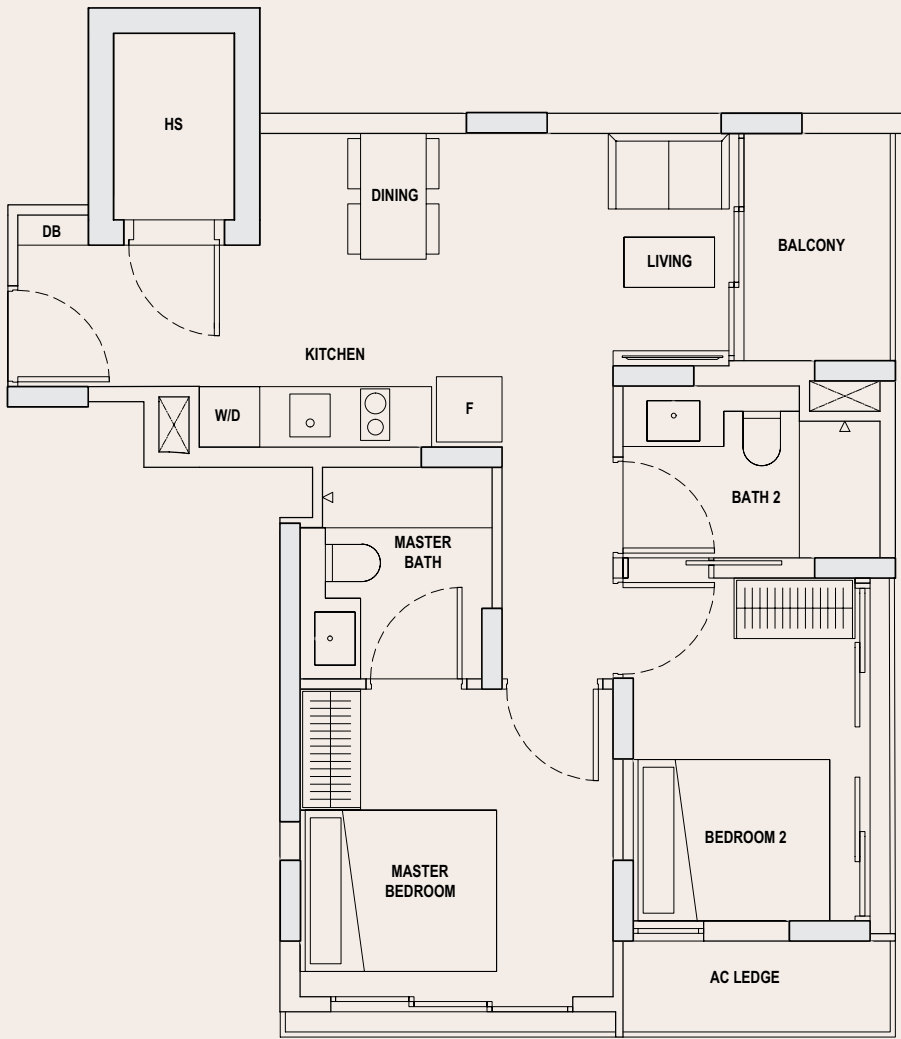 HS
DINING
DB
BALCONY
LIVING
KITCHEN
W/D
F
BATH 2
MASTER
BATH
BEDROOM 2
MASTER
BEDROOM
AC LEDGE